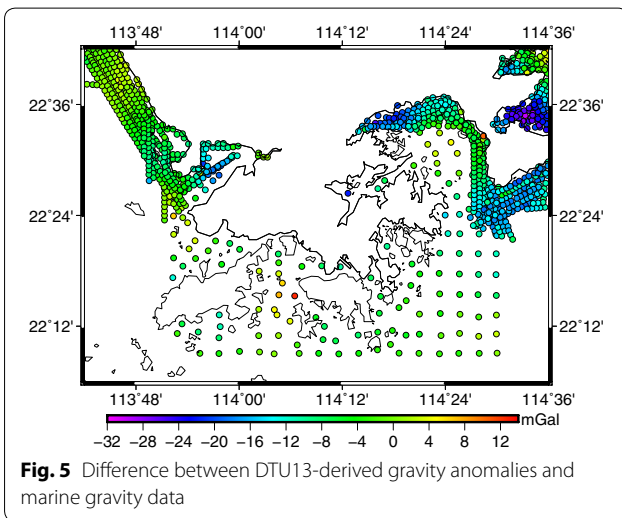 113˚48' 114˚00' 114˚12' 114˚24' 114˚36'
22˚36' 22˚36'
22˚24' 22˚24'
22˚12' 22˚12'
113˚48' 114˚00' 114˚12' 114˚24' 114˚36'
mGal
−32 −28 −24 −20 −16 −12 −8 −4 0 4 8 12
Fig. 5 Difference between DTU13-derived gravity anomalies and
marine gravity data